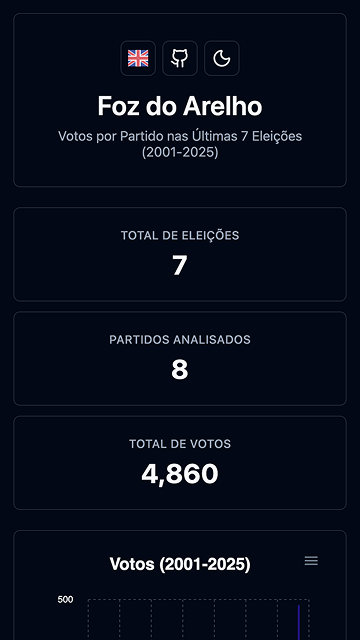 Foz do Arelho
Votos por Partido nas Últimas 7 Eleições
(2001-2025)
TOTAL DE ELEIÇÕES
7
PARTIDOS ANALISADOS
8
TOTAL DE VOTOS
4,860
Votos (2001-2025)
500